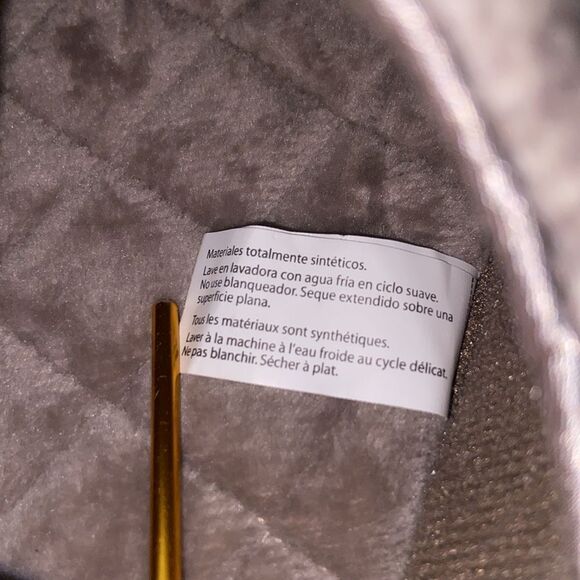 Materiales totalmente sintéticos.
Lave en lavadora con agua fría en ciclo suave.
No use blanqueador. Seque extendido sobre una
superficie plana.
Tous les matériaux sont synthétiques.
Laver à la machine à l'eau froide au cycle délicat.
Ne pas blanchir. Sécher à plat.